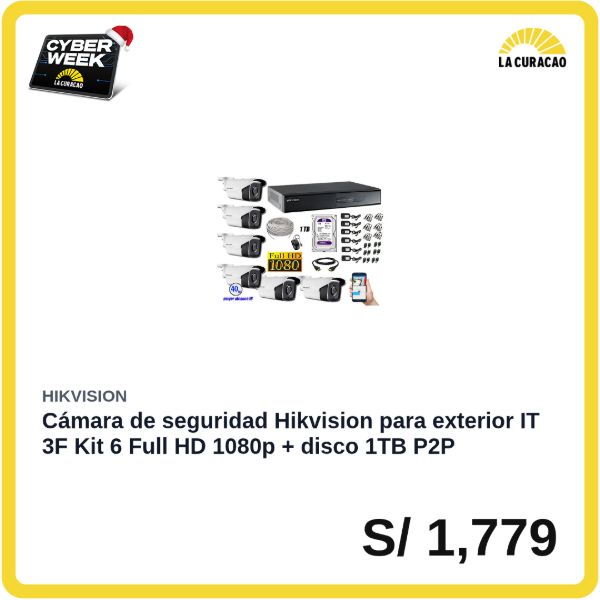 CYBER
WEEK
LA CURACAO
LA CURACAO
1 TB
Full HD
1080
40
HIKVISION
Cámara de seguridad Hikvision para exterior IT
3F Kit 6 Full HD 1080p + disco 1TB P2P
S/ 1,779